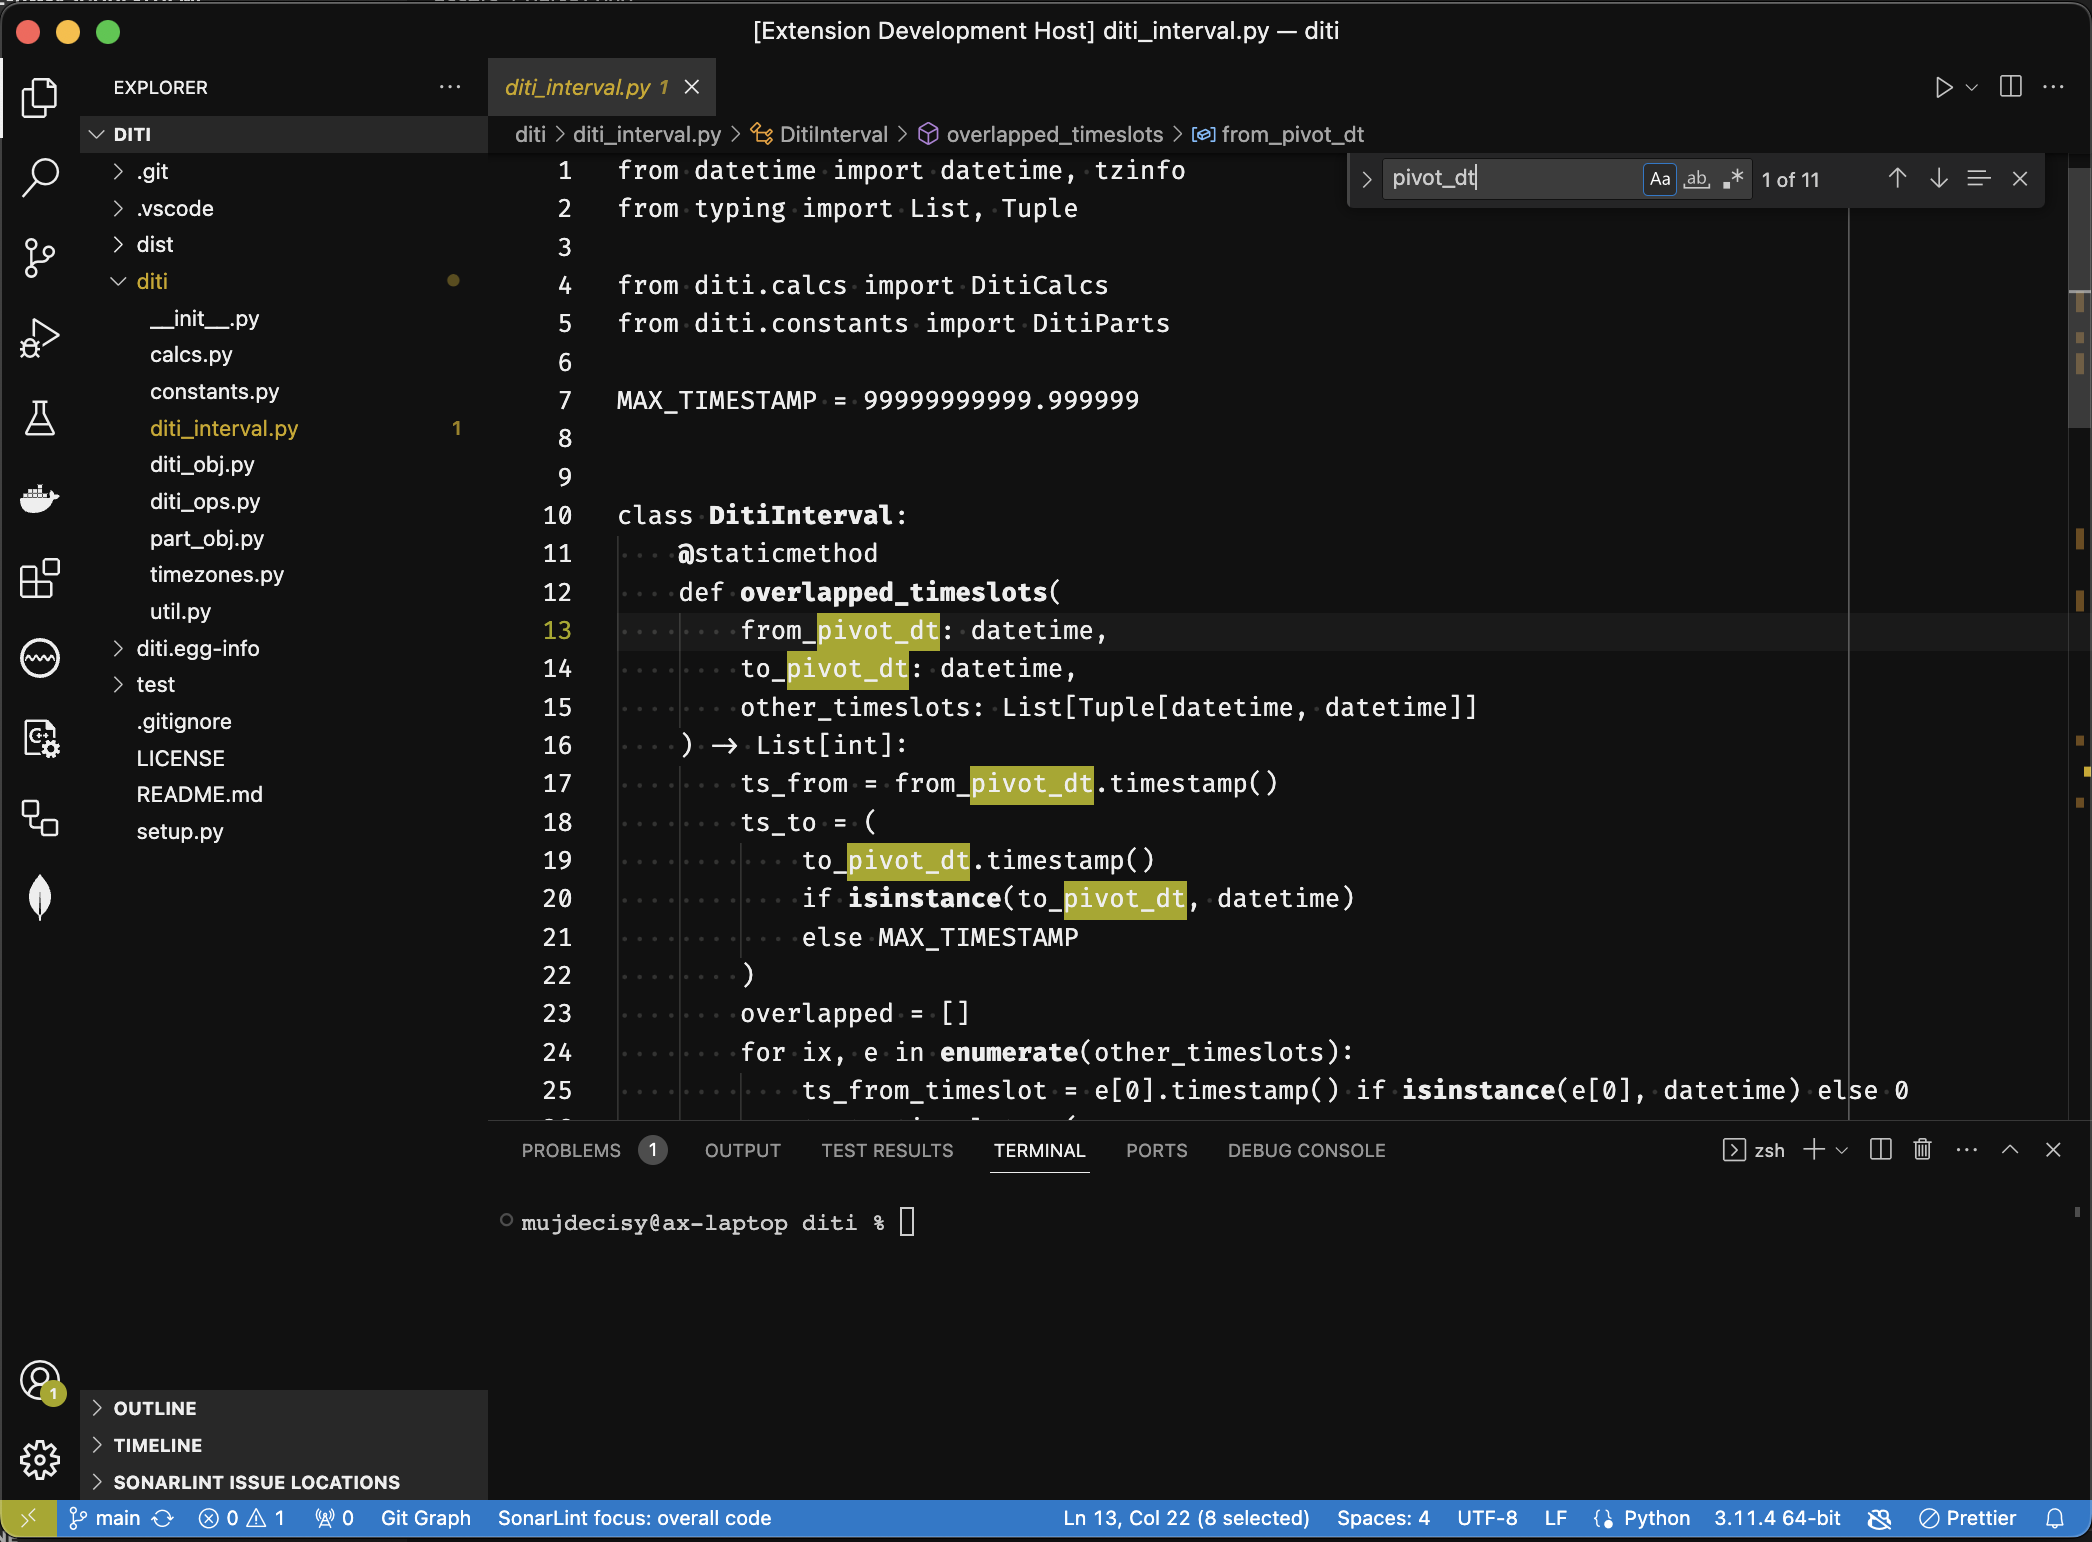 [Extension Development Host] diti_interval.py — diti
EXPLORER
DITI
.git
.vscode
dist
diti
__init__.py
calcs.py
constants.py
diti_interval.py 1
diti_obj.py
diti_ops.py
part_obj.py
timezones.py
util.py
diti.egg-info
test
.gitignore
LICENSE
README.md
setup.py
OUTLINE
TIMELINE
SONARLINT ISSUE LOCATIONS
1
diti_interval.py 1
diti > diti_interval.py > DitiInterval > overlapped_timeslots > from_pivot_dt
pivot_dt Aa ab .* 1 of 11
1 from datetime import datetime, tzinfo
2 from typing import List, Tuple
3
4 from diti.calcs import DitiCalcs
5 from diti.constants import DitiParts
6
7 MAX_TIMESTAMP = 99999999999.999999
8
9
10 class DitiInterval:
11 @staticmethod
12 def overlapped_timeslots(
13 from_pivot_dt: datetime,
14 to_pivot_dt: datetime,
15 other_timeslots: List[Tuple[datetime, datetime]]
16 ) -> List[int]:
17 ts_from = from_pivot_dt.timestamp()
18 ts_to = (
19 to_pivot_dt.timestamp()
20 if isinstance(to_pivot_dt, datetime)
21 else MAX_TIMESTAMP
22 )
23 overlapped = []
24 for ix, e in enumerate(other_timeslots):
25 ts_from_timeslot = e[0].timestamp() if isinstance(e[0], datetime) else 0
PROBLEMS 1 OUTPUT TEST RESULTS TERMINAL PORTS DEBUG CONSOLE zsh
mujdecisy@ax-laptop diti %
main 0 1 0 Git Graph SonarLint focus: overall code Ln 13, Col 22 (8 selected) Spaces: 4 UTF-8 LF Python 3.11.4 64-bit Prettier